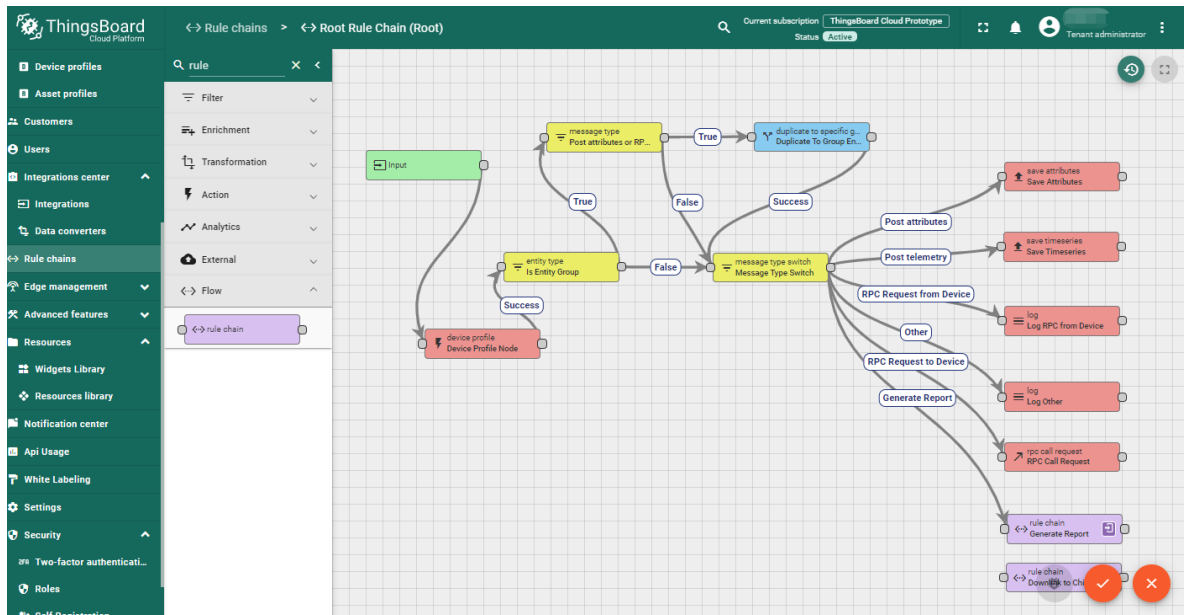 ThingsBoard
Cloud Platform
Rule chains > Root Rule Chain (Root)
Current subscription ThingsBoard Cloud Prototype
Status Active
Tenant administrator
Device profiles
Asset profiles
Customers
Users
Integrations center
Integrations
Data converters
Rule chains
Edge management
Advanced features
Resources
Widgets Library
Resources library
Notification center
Api Usage
White Labeling
Settings
Security
2FA Two-factor authenticati...
Roles
Self Registration
rule
Filter
Enrichment
Transformation
Action
Analytics
External
Flow
rule chain
Input
device profile
Device Profile Node
Success
entity type
Is Entity Group
True
False
message type
Post attributes or RP...
True
False
duplicate to specific g...
Duplicate To Group En...
Success
message type switch
Message Type Switch
Post attributes
Post telemetry
RPC Request from Device
Other
RPC Request to Device
Generate Report
save attributes
Save Attributes
save timeseries
Save Timeseries
log
Log RPC from Device
log
Log Other
rpc call request
RPC Call Request
rule chain
Generate Report
rule chain
to